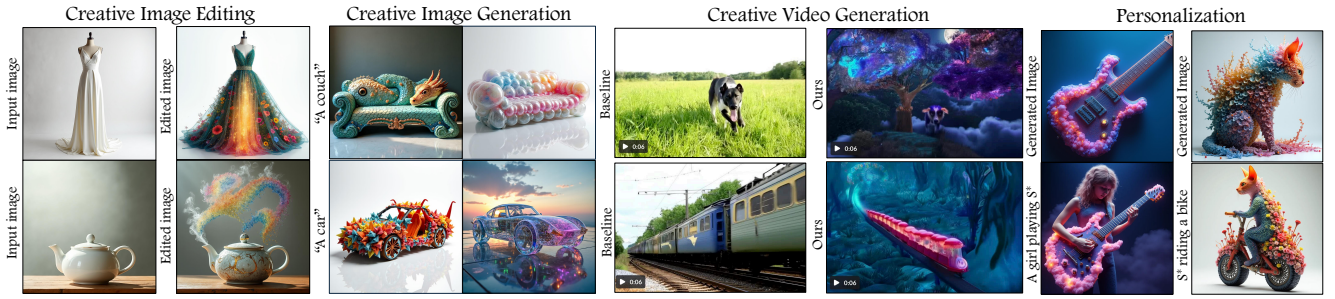 Creative Image Editing
Creative Image Generation
Creative Video Generation
Personalization
Input image
Edited image
"A couch"
Baseline
0:06
Ours
0:06
Generated Image
Generated Image
Input image
Edited image
"A car"
Baseline
0:06
Ours
0:06
A girl playing S*
S* riding a bike